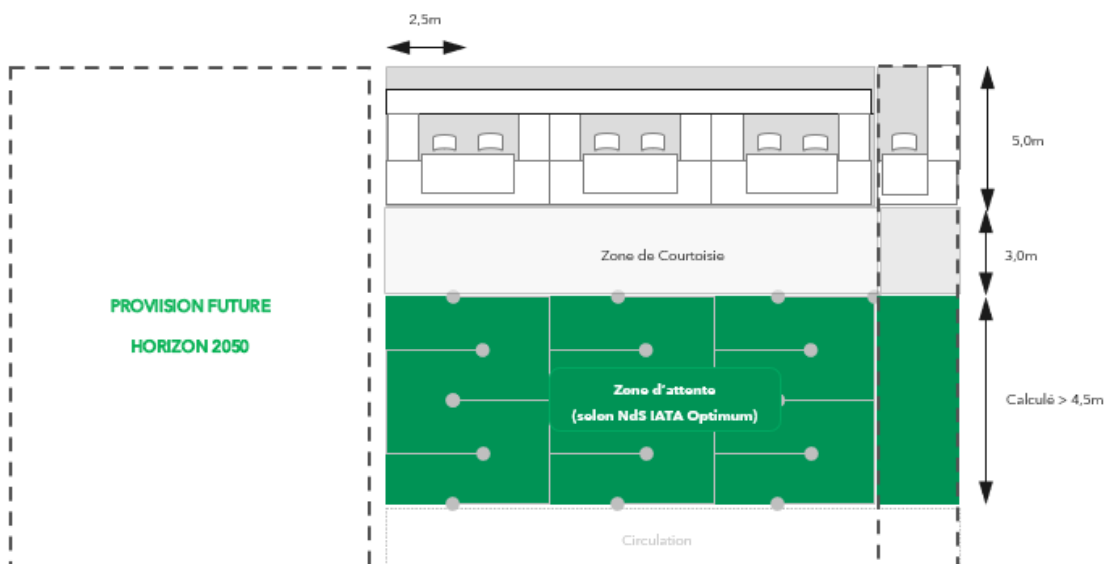 2,5m
5,0m
Zone de Courtoisie
3,0m
PROVISION FUTURE
HORIZON 2050
Zone d'attente
(selon NdS IATA Optimum)
Calculé > 4,5m
Circulation